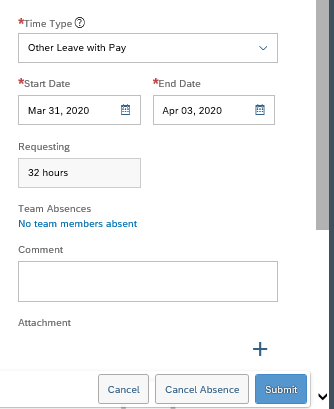 *Time Type ?
Other Leave with Pay
*Start Date *End Date
Mar 31, 2020 Apr 03, 2020
Requesting
32 hours
Team Absences
No team members absent
Comment
Attachment
+
Cancel Cancel Absence Submit